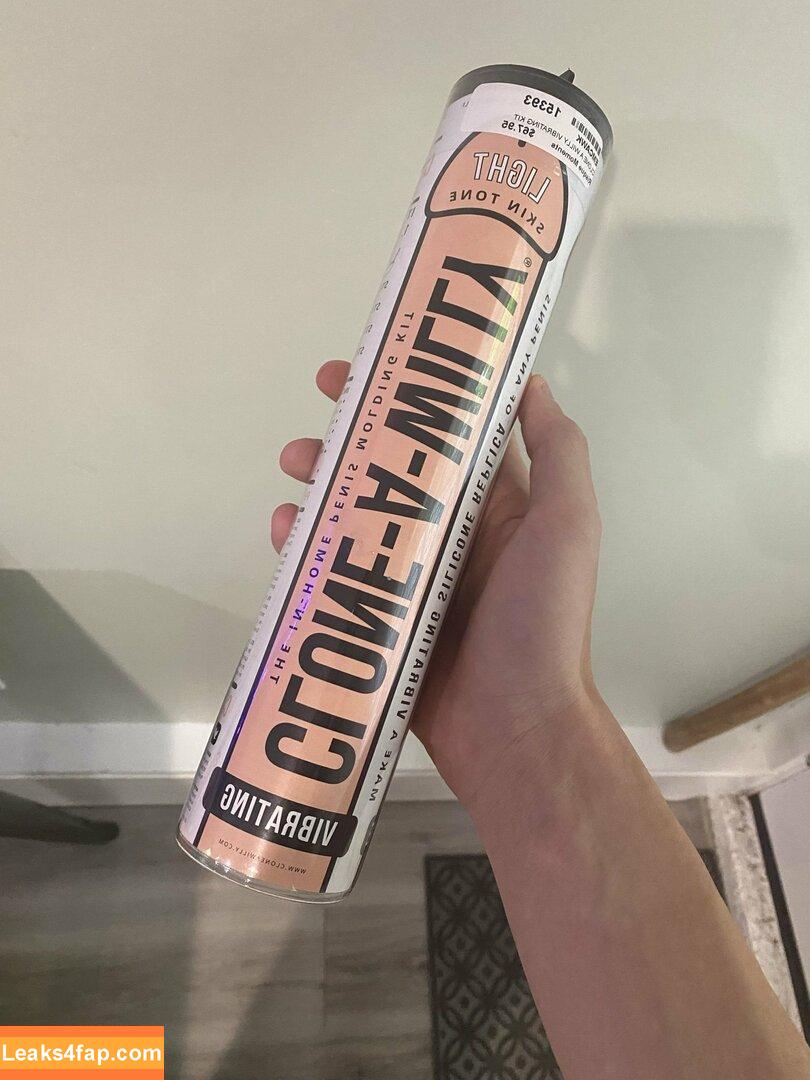 15393
$67.95
CLONE A WILLY VIBRATING KIT
LIGHT
SKIN TONE
CLONE-A-WILLY®
THE IN-HOME PENIS MOLDING KIT
MAKE A VIBRATING SILICONE REPLICA OF ANY PENIS
VIBRATING
WWW.CLONEAWILLY.COM
Leaks4fap.com